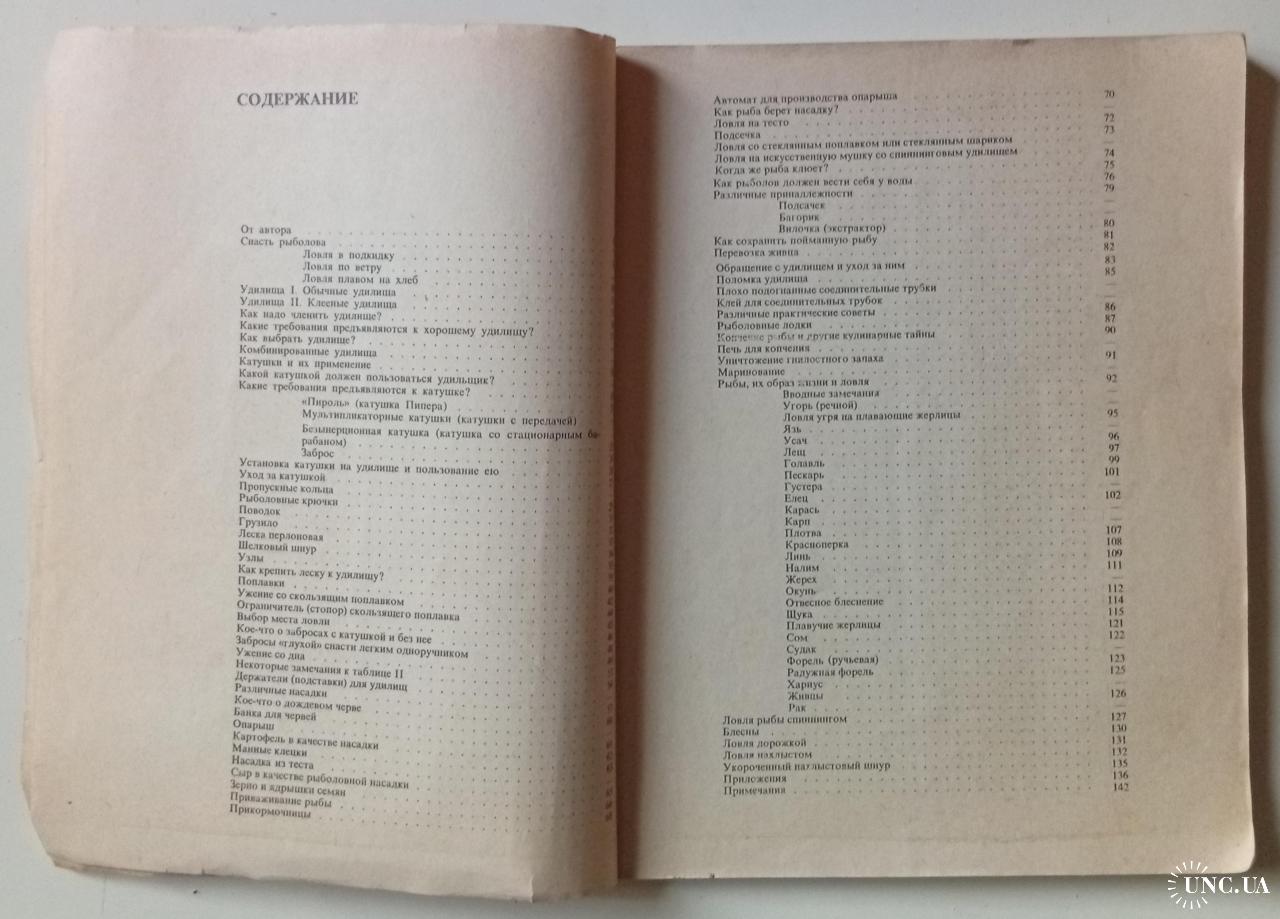 СОДЕРЖАНИЕ
От автора
Снасть рыболова
Ловля в подкидку
Ловля по ветру
Ловля плавом на хлеб
Удилища I. Обычные удилища
Удилища II. Клееные удилища
Как надо членить удилище?
Какие требования предъявляются к хорошему удилищу?
Как выбрать удилище?
Комбинированные удилища
Катушки и их применение
Какой катушкой должен пользоваться удильщик?
Какие требования предъявляются к катушке?
«Пироль» (катушка Пипера)
Мультипликаторные катушки (катушки с передачей)
Безынерционная катушка (катушка со стационарным ба-
рабаном)
Заброс
Установка катушки на удилище и пользование ею
Уход за катушкой
Пропускные кольца
Рыболовные крючки
Поводок
Грузило
Леска перлоновая
Шелковый шнур
Узлы
Как крепить леску к удилищу?
Поплавки
Ужение со скользящим поплавком
Ограничитель (стопор) скользящего поплавка
Выбор места ловли
Кое-что о забросах с катушкой и без нее
Забросы «глухой» снасти легким одноручником
Ужение со дна
Некоторые замечания к таблице II
Держатели (подставки) для удилищ
Различные насадки
Кое-что о дождевом черве
Банка для червей
Опарыш
Картофель в качестве насадки
Манные клецки
Насадка из теста
Сыр в качестве рыболовной насадки
Зерно и ядрышки семян
Приваживание рыбы
Прикормочницы
Автомат для производства опарыша 70
Как рыба берет насадку? —
Ловля на тесто 72
Подсечка 73
Ловля со стеклянным поплавком или стеклянным шариком —
Ловля на искусственную мушку со спиннинговым удилищем 74
Когда же рыба клюет? 75
Как рыболов должен вести себя у воды 76
Различные принадлежности 79
Подсачек —
Багорик —
Вилочка (экстрактор) 80
Как сохранить пойманную рыбу 81
Перевозка живца 82
Обращение с удилищем и уход за ним 83
Поломка удилища 85
Плохо подогнанные соединительные трубки —
Клей для соединительных трубок —
Различные практические советы 86
Рыболовные лодки 87
Копчение рыбы и другие кулинарные тайны 90
Печь для копчения —
Уничтожение гнилостного запаха 91
Маринование —
Рыбы, их образ жизни и ловля 92
Вводные замечания —
Угорь (речной) —
Ловля угря на плавающие жерлицы 95
Язь —
Усач 96
Лещ 97
Голавль 99
Пескарь 101
Густера —
Елец 102
Карась —
Карп —
Плотва 107
Красноперка 108
Линь 109
Налим 111
Жерех —
Окунь 112
Отвесное блеснение 114
Щука 115
Плавучие жерлицы 121
Сом 122
Судак —
Форель (ручьевая) 123
Радужная форель 125
Хариус —
Живцы 126
Рак —
Ловля рыбы спиннингом 127
Блесны 130
Ловля дорожкой 131
Ловля нахлыстом 132
Укороченный нахлыстовый шнур 135
Приложения 136
Примечания 142
UNC.UA